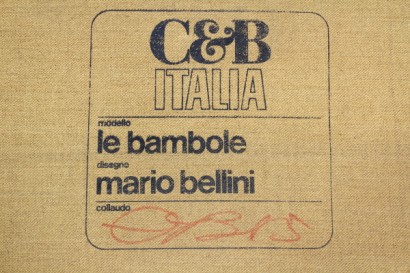 C&B
ITALIA
modello
le bambole
disegno
mario bellini
collaudo